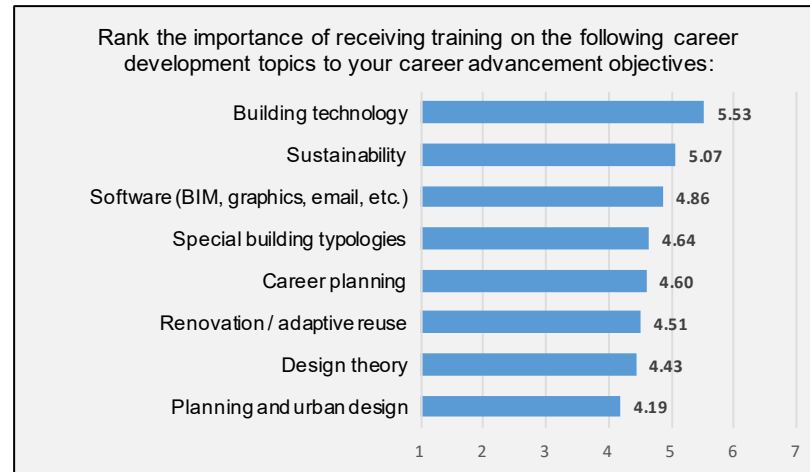 Rank the importance of receiving training on the following career
development topics to your career advancement objectives:
Building technology 5.53
Sustainability 5.07
Software (BIM, graphics, email, etc.) 4.86
Special building typologies 4.64
Career planning 4.60
Renovation / adaptive reuse 4.51
Design theory 4.43
Planning and urban design 4.19
1 2 3 4 5 6 7